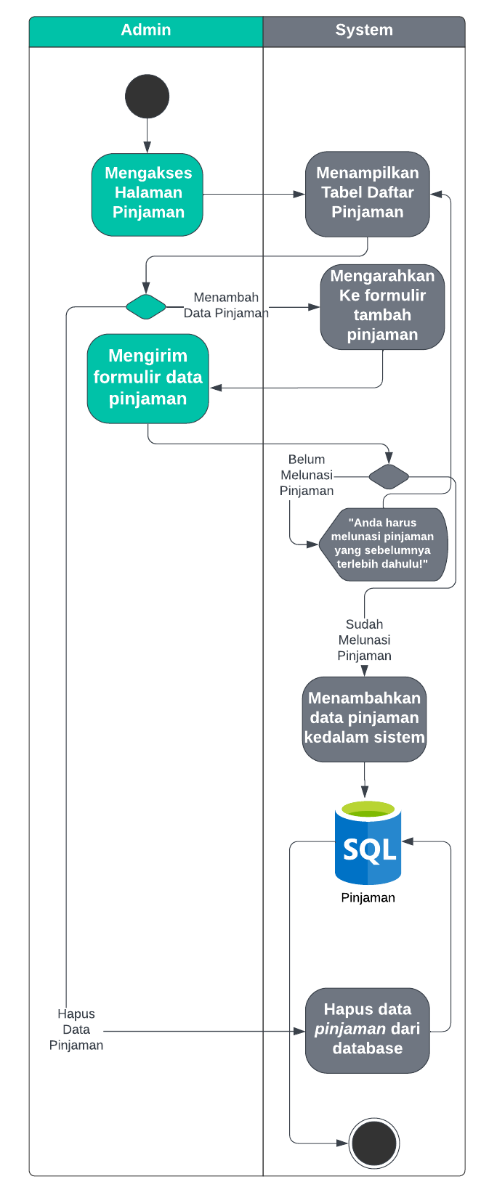 Admin
System
Mengakses
Halaman
Pinjaman
Menampilkan
Tabel Daftar
Pinjaman
Menambah
Data Pinjaman
Mengarahkan
Ke formulir
tambah
pinjaman
Mengirim
formulir data
pinjaman
Belum
Melunasi
Pinjaman
"Anda harus
melunasi pinjaman
yang sebelumnya
terlebih dahulu!"
Sudah
Melunasi
Pinjaman
Menambahkan
data pinjaman
kedalam sistem
SQL
Pinjaman
Hapus
Data
Pinjaman
Hapus data
pinjaman dari
database